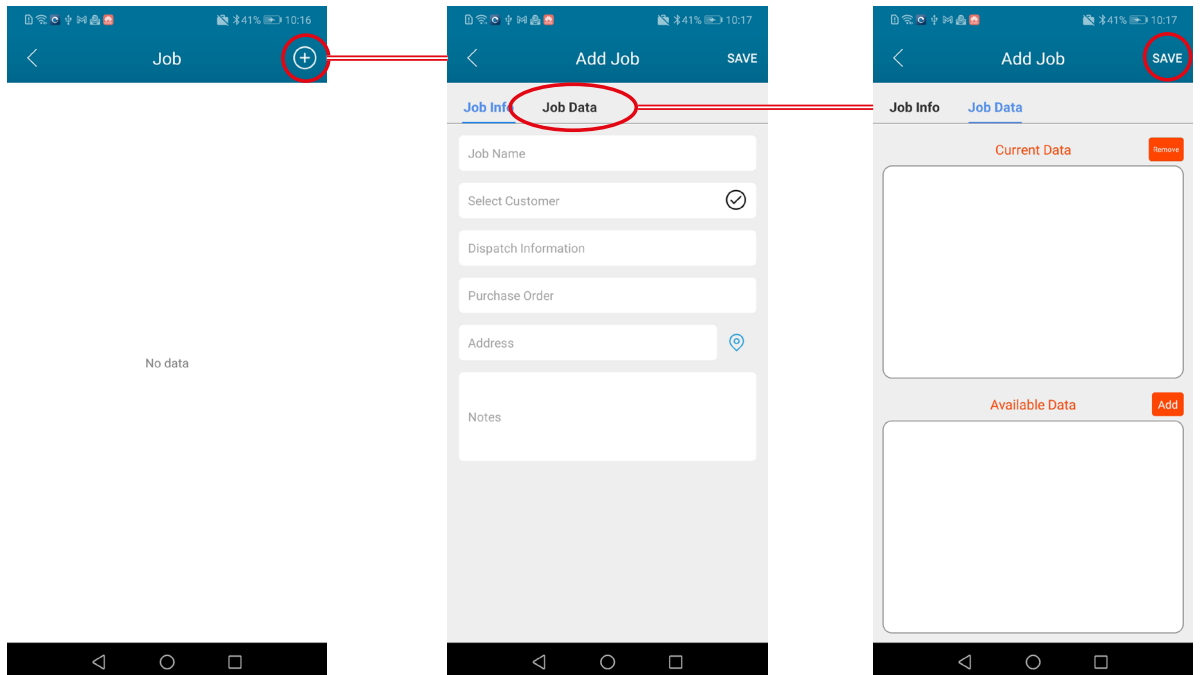 41% 10:16
Job
No data
41% 10:17
Add Job
SAVE
Job Info
Job Data
Job Name
Select Customer
Dispatch Information
Purchase Order
Address
Notes
41% 10:17
Add Job
SAVE
Job Info
Job Data
Current Data
Remove
Available Data
Add